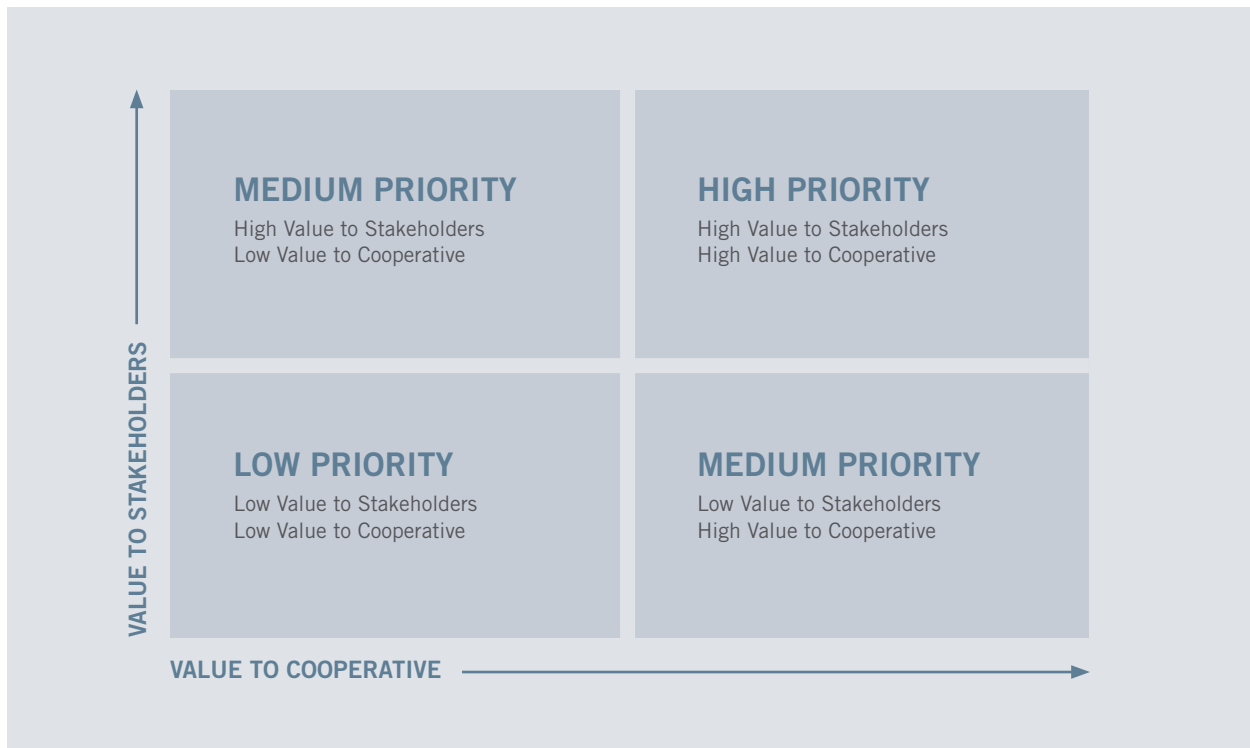 MEDIUM PRIORITY
High Value to Stakeholders
Low Value to Cooperative
HIGH PRIORITY
High Value to Stakeholders
High Value to Cooperative
LOW PRIORITY
Low Value to Stakeholders
Low Value to Cooperative
MEDIUM PRIORITY
Low Value to Stakeholders
High Value to Cooperative
VALUE TO STAKEHOLDERS
VALUE TO COOPERATIVE